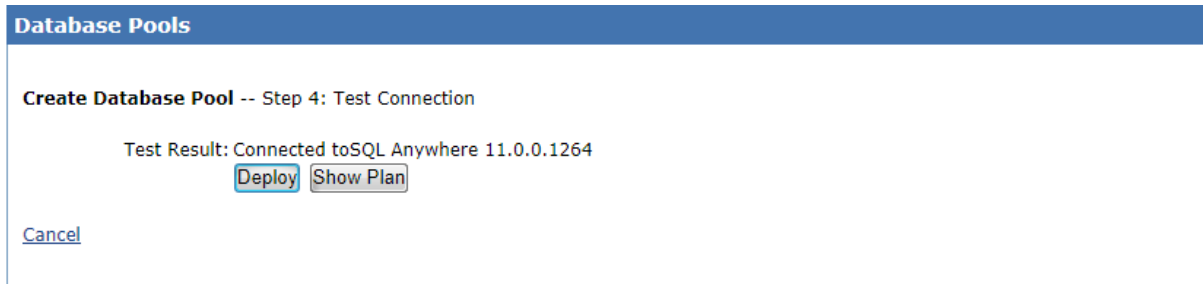 Database Pools
Create Database Pool -- Step 4: Test Connection
Test Result: Connected toSQL Anywhere 11.0.0.1264
Deploy Show Plan
Cancel